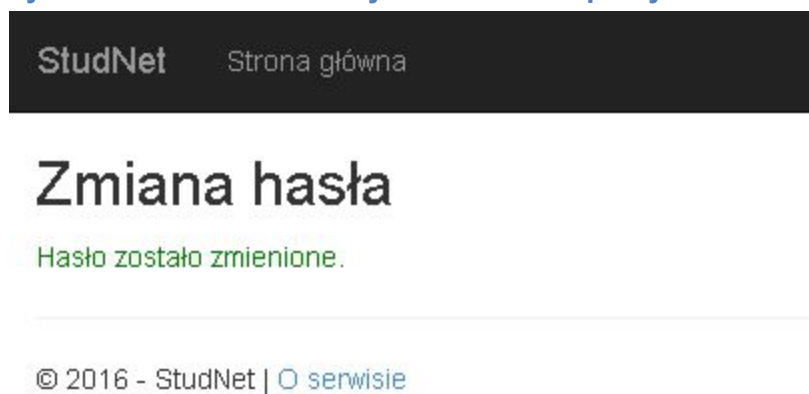 StudNet Strona główna
Zmiana hasła
Hasło zostało zmienione.
© 2016 - StudNet | O serwisie